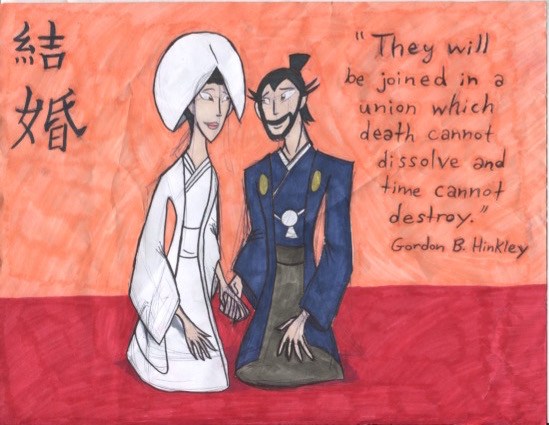 結婚
"They will
be joined in a
union which
death cannot
dissolve and
time cannot
destroy."
Gordon B. Hinkley